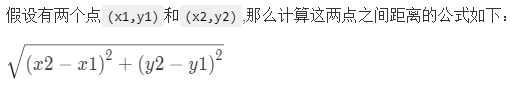 假设有两个点(x1,y1)和(x2,y2),那么计算这两点之间距离的公式如下：
√((x2 − x1)² + (y2 − y1)²)